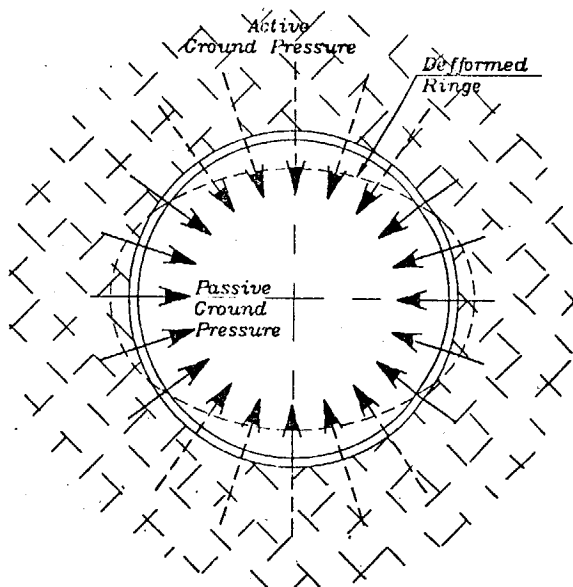 Active
Ground Pressure
Defformed
Ringe
Passive
Ground
Pressure